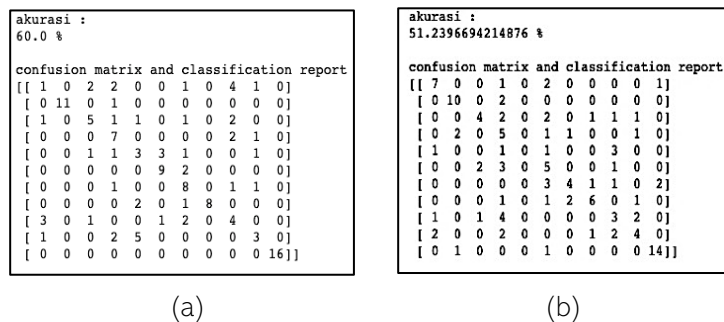 akurasi :
60.0 %
confusion matrix and classification report
[[ 1 0 2 2 0 0 1 0 4 1 0]
[ 0 11 0 1 0 0 0 0 0 0 0]
[ 1 0 5 1 1 0 1 0 2 0 0]
[ 0 0 0 7 0 0 0 0 2 1 0]
[ 0 0 1 1 3 3 1 0 0 1 0]
[ 0 0 0 0 0 9 2 0 0 0 0]
[ 0 0 0 1 0 0 8 0 1 1 0]
[ 0 0 0 0 2 0 1 8 0 0 0]
[ 3 0 1 0 0 1 2 0 4 0 0]
[ 1 0 0 2 5 0 0 0 0 3 0]
[ 0 0 0 0 0 0 0 0 0 0 16]]
(a)
akurasi :
51.2396694214876 %
confusion matrix and classification report
[[ 7 0 0 1 0 2 0 0 0 0 1]
[ 0 10 0 2 0 0 0 0 0 0 0]
[ 0 0 4 2 0 2 0 1 1 1 0]
[ 0 2 0 5 0 1 1 0 0 1 0]
[ 1 0 0 1 0 1 0 0 3 0 0]
[ 0 0 2 3 0 5 0 0 1 0 0]
[ 0 0 0 0 0 3 4 1 1 0 2]
[ 0 0 0 1 0 1 2 6 0 1 0]
[ 1 0 1 4 0 0 0 0 3 2 0]
[ 2 0 0 2 0 0 0 1 2 4 0]
[ 0 1 0 0 0 1 0 0 0 0 14]]
(b)